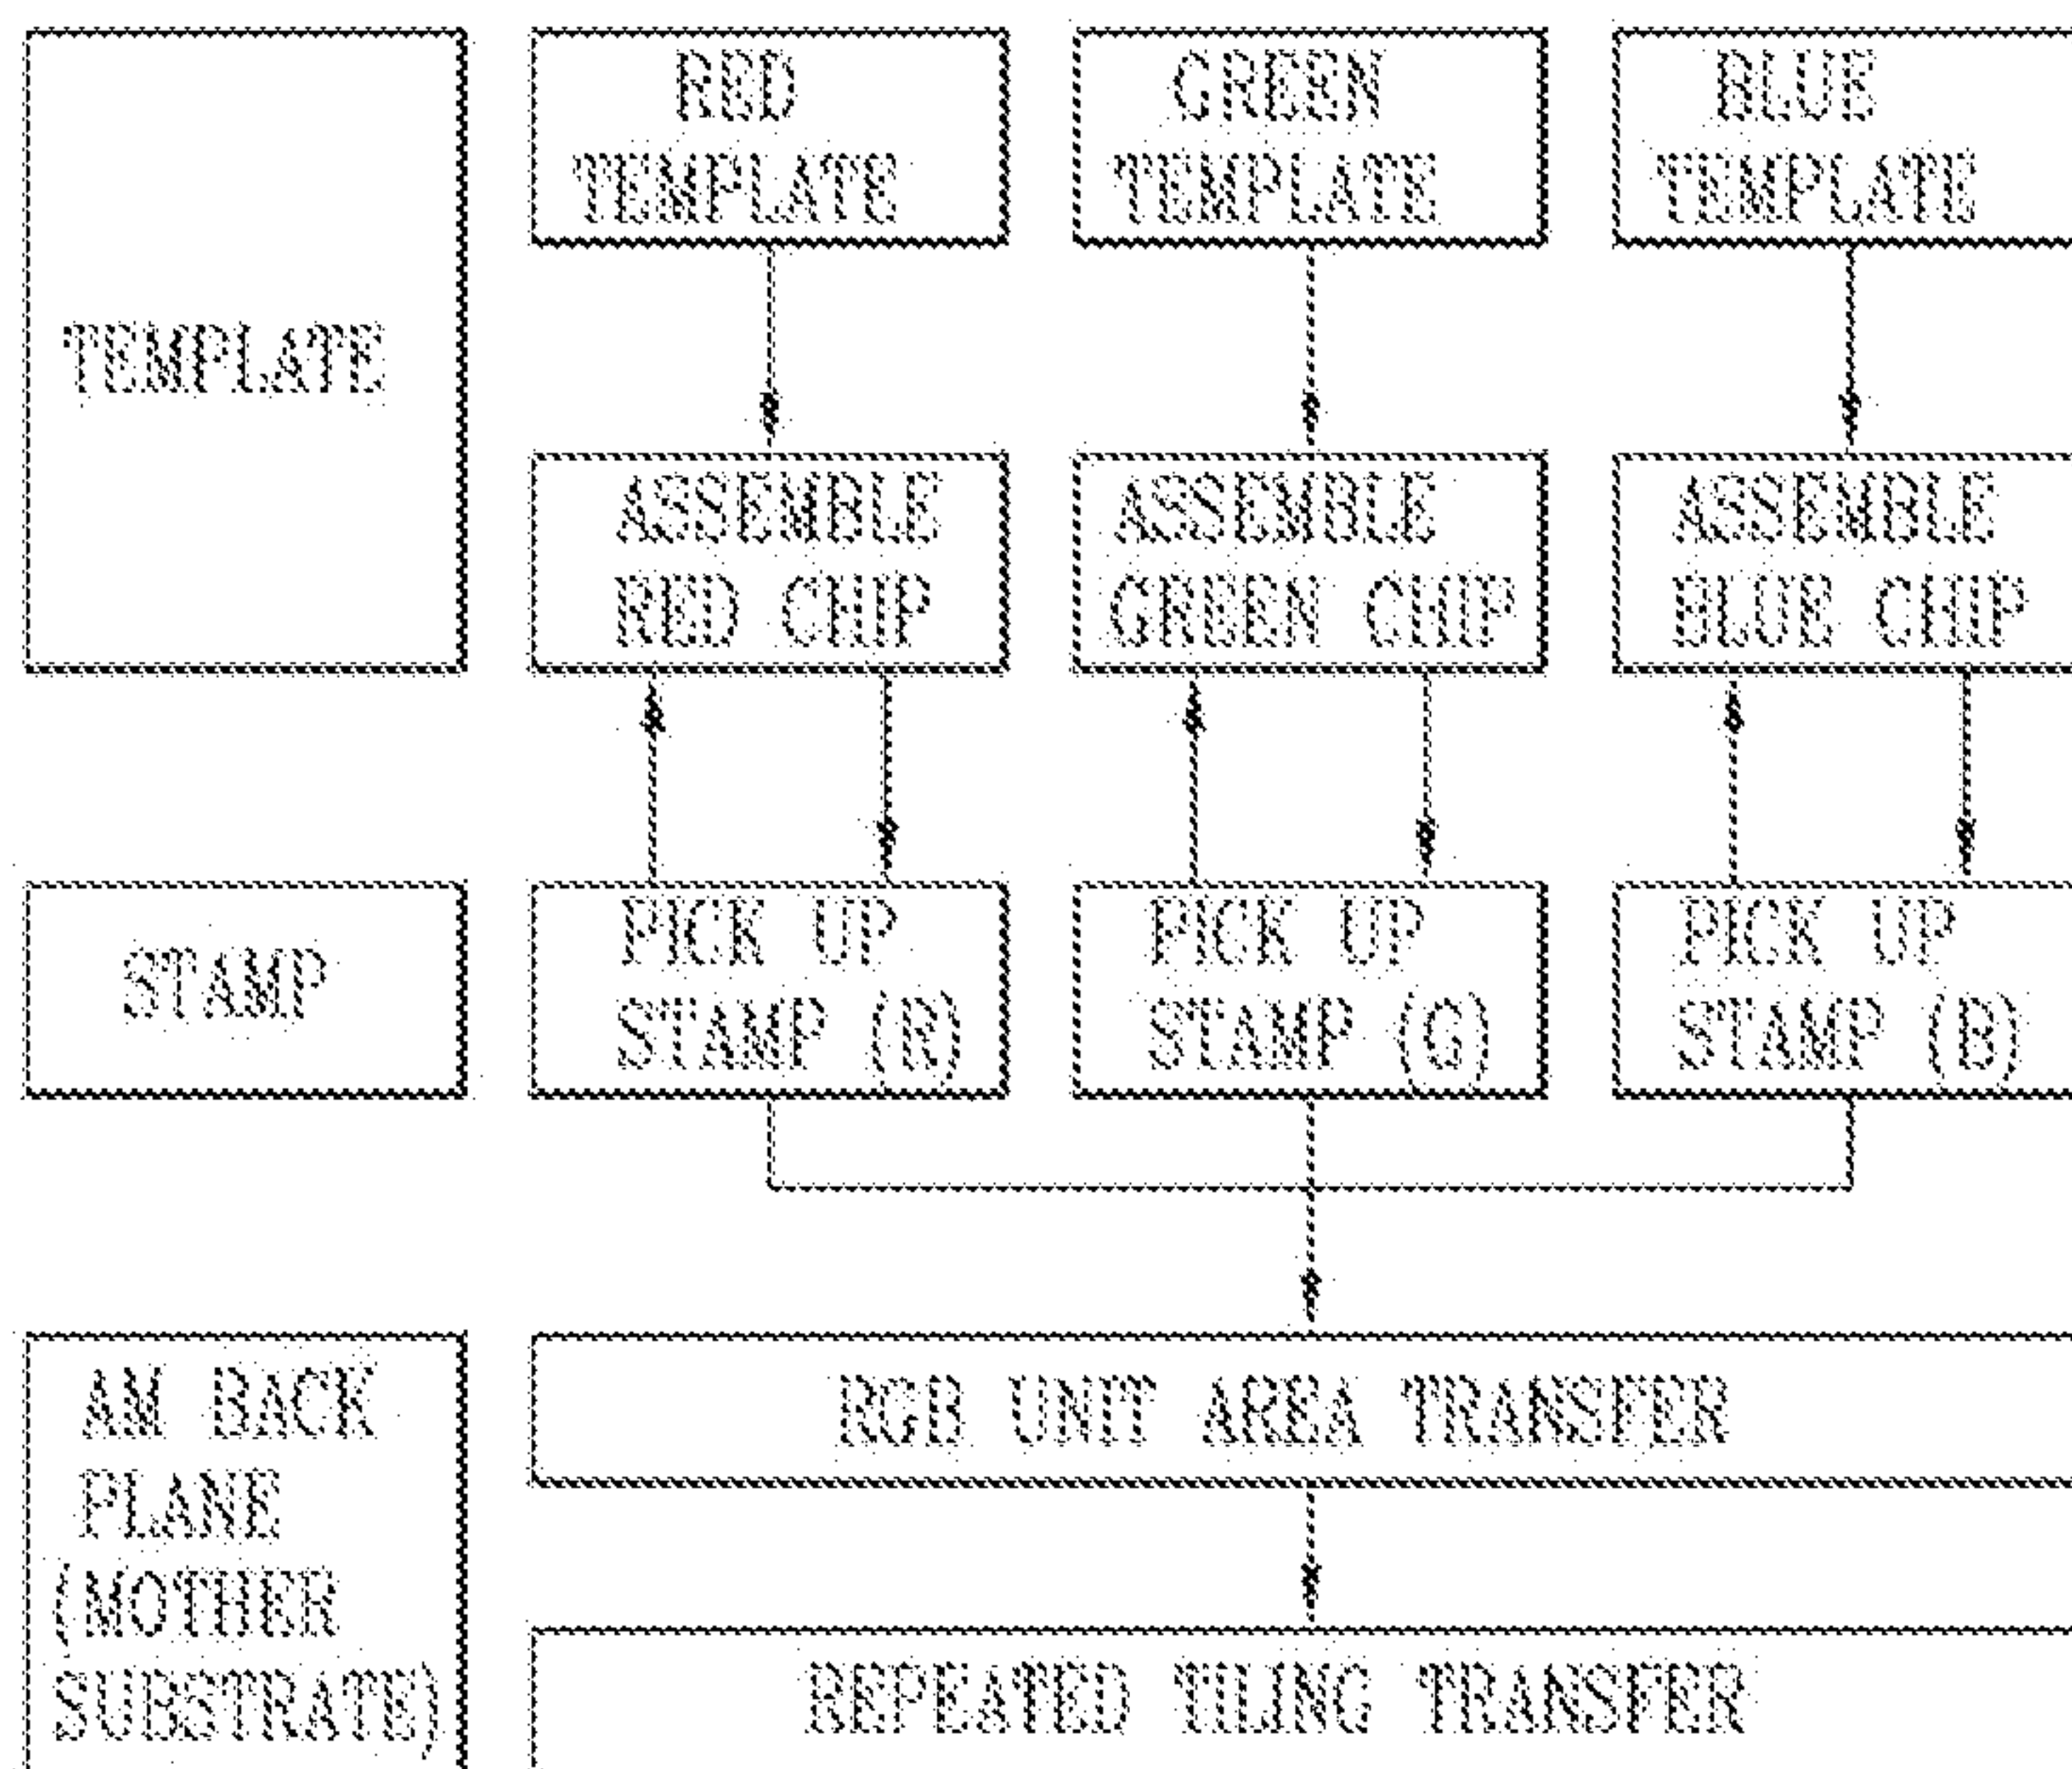 TEMPLATE
RED
TEMPLATE
GREEN
TEMPLATE
BLUE
TEMPLATE
ASSEMBLE
RED CHIP
ASSEMBLE
GREEN CHIP
ASSEMBLE
BLUE CHIP
STAMP
PICK UP
STAMP (R)
PICK UP
STAMP (G)
PICK UP
STAMP (B)
AM BACK
PLANE
(MOTHER
SUBSTRATE)
RGB UNIT AREA TRANSFER
REPEATED TILING TRANSFER